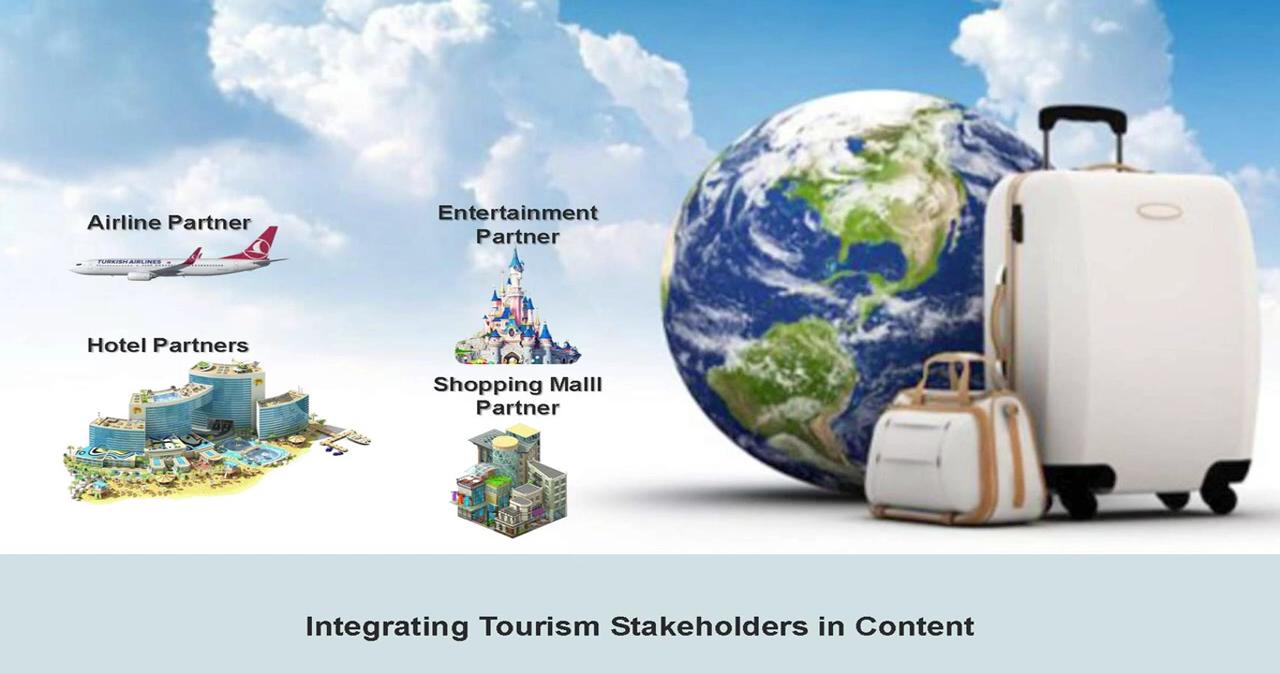 Airline Partner
TURKISH AIRLINES
Hotel Partners
Entertainment
Partner
Shopping Malll
Partner
Integrating Tourism Stakeholders in Content